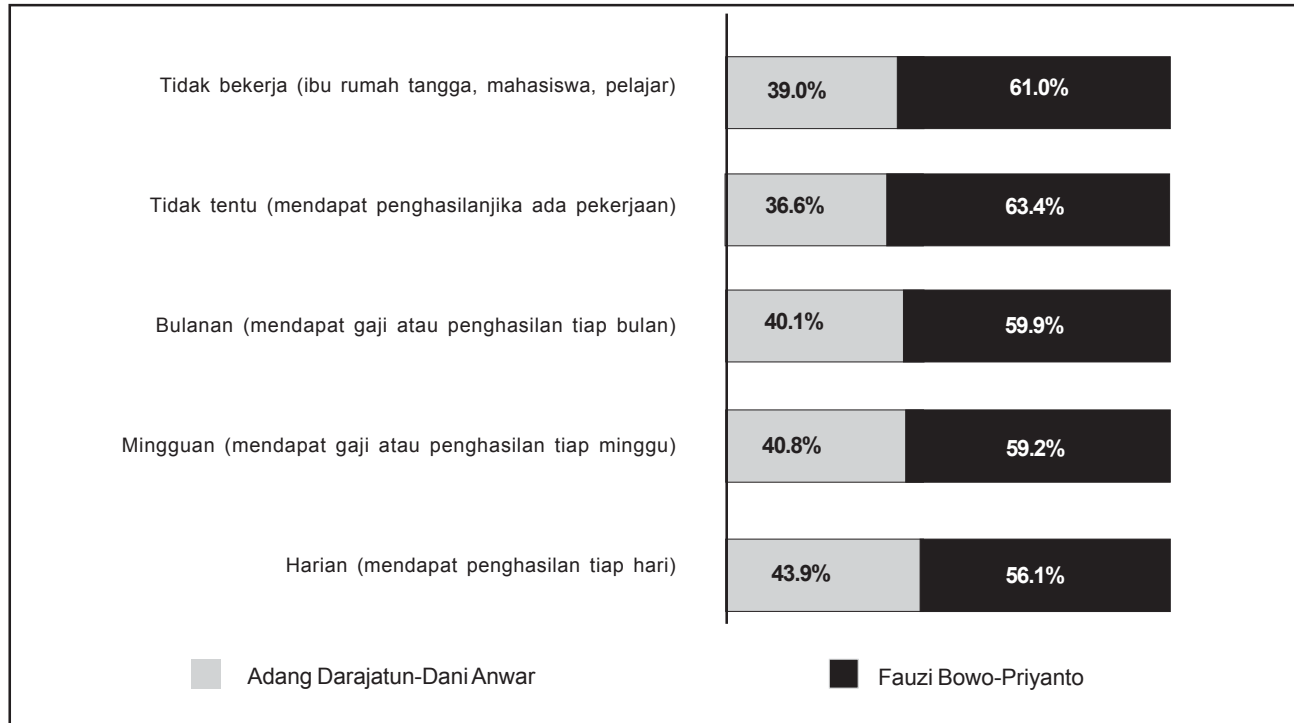 Tidak bekerja (ibu rumah tangga, mahasiswa, pelajar)
39.0%
61.0%
Tidak tentu (mendapat penghasilanjika ada pekerjaan)
36.6%
63.4%
Bulanan (mendapat gaji atau penghasilan tiap bulan)
40.1%
59.9%
Mingguan (mendapat gaji atau penghasilan tiap minggu)
40.8%
59.2%
Harian (mendapat penghasilan tiap hari)
43.9%
56.1%
Adang Darajatun-Dani Anwar
Fauzi Bowo-Priyanto